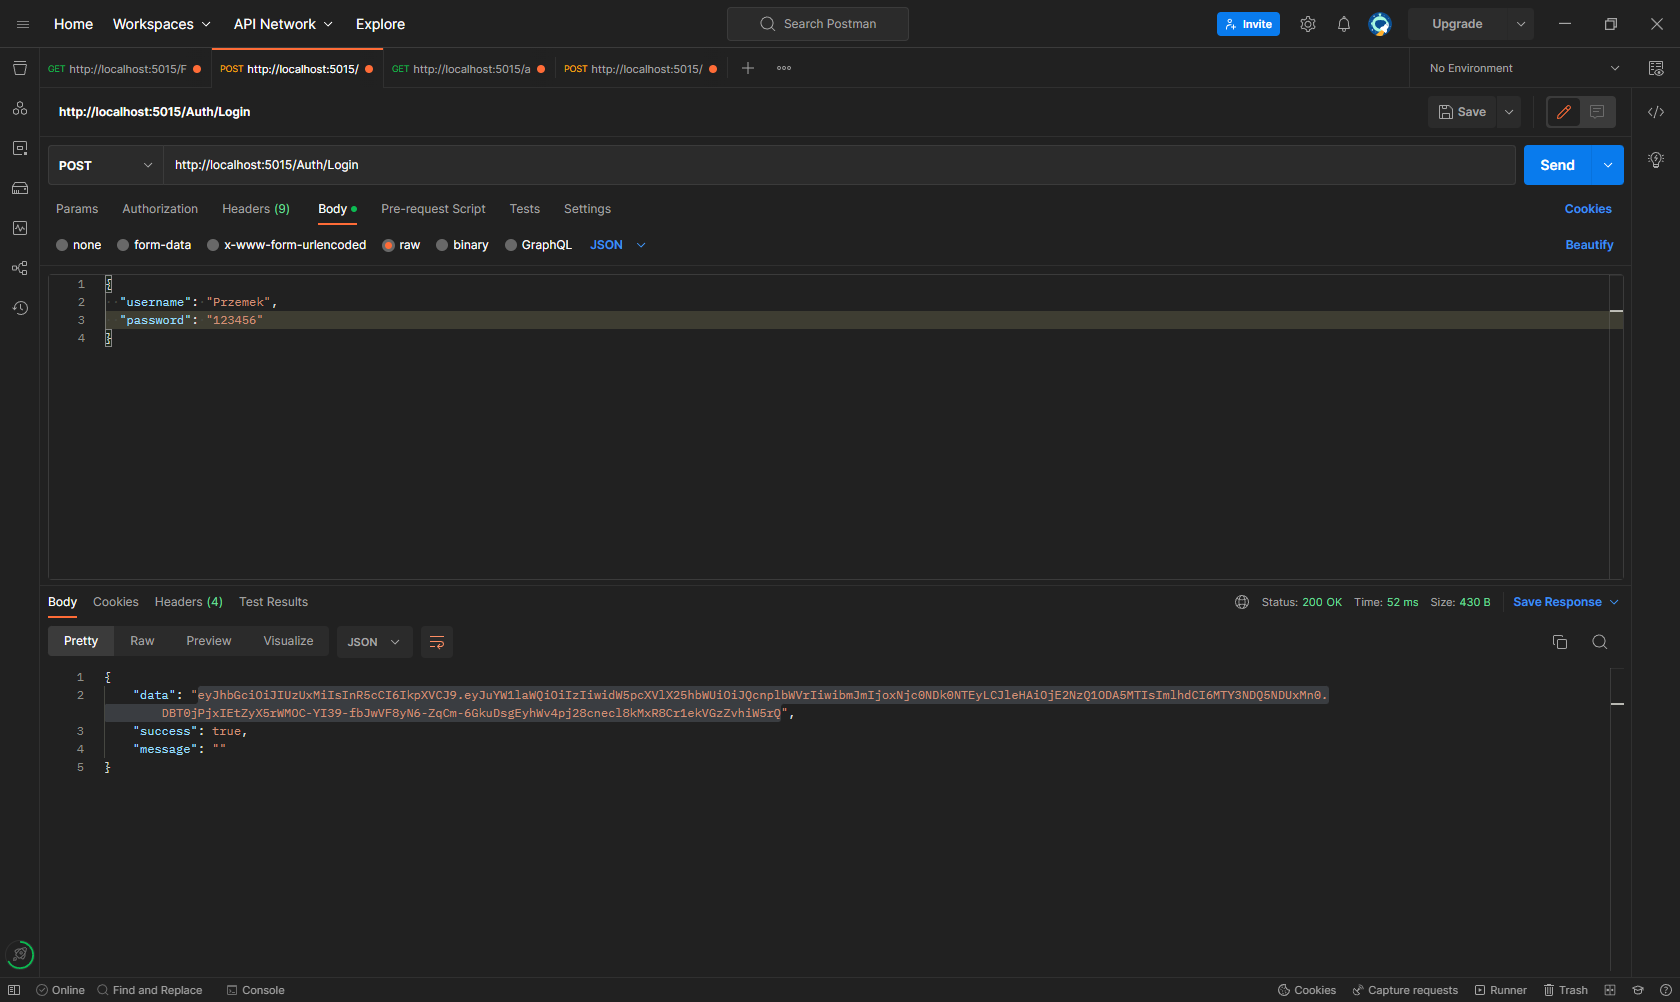 Home Workspaces API Network Explore Search Postman Invite Upgrade
GET http://localhost:5015/F POST http://localhost:5015/ GET http://localhost:5015/a POST http://localhost:5015/ No Environment
http://localhost:5015/Auth/Login Save
POST http://localhost:5015/Auth/Login Send
Params Authorization Headers (9) Body Pre-request Script Tests Settings Cookies
none form-data x-www-form-urlencoded raw binary GraphQL JSON Beautify
1 {
2 "username": "Przemek",
3 "password": "123456"
4 }
Body Cookies Headers (4) Test Results Status: 200 OK Time: 52 ms Size: 430 B Save Response
Pretty Raw Preview Visualize JSON
1 {
2 "data": "eyJhbGciOiJIUzUxMiIsInR5cCI6IkpXVCJ9.eyJuYW1laWQiOiIzIiwidW5pcXVlX25hbWUiOiJQcnplbWVrIiwibmJmIjoxNjc0NDk0NTEyLCJleHAiOjE2NzQ1ODA5MTIsImlhdCI6MTY3NDQ5NDUxMn0.
DBT0jPjxIEtZyX5rWMOC-YI39-fbJwVF8yN6-ZqCm-6GkuDsgEyhWv4pj28cnecl8kMxR8Cr1ekVGzZvhiW5rQ",
3 "success": true,
4 "message": ""
5 }
Online Find and Replace Console Cookies Capture requests Runner Trash